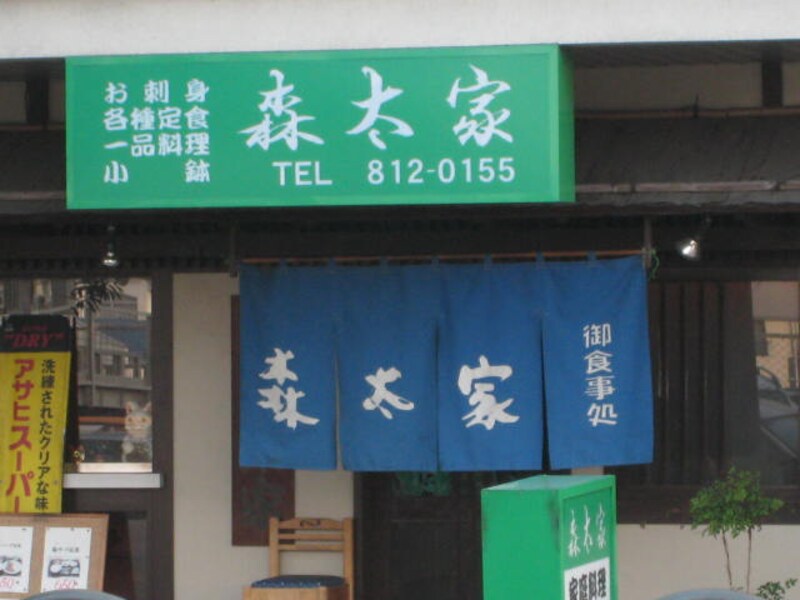 お刺身
各種定食
一品料理
小鉢
森太家
TEL 812-0155
森太家
御食事処
"DRY"
洗練されたクリアな味
アサヒスーパー
森太家
家庭料理